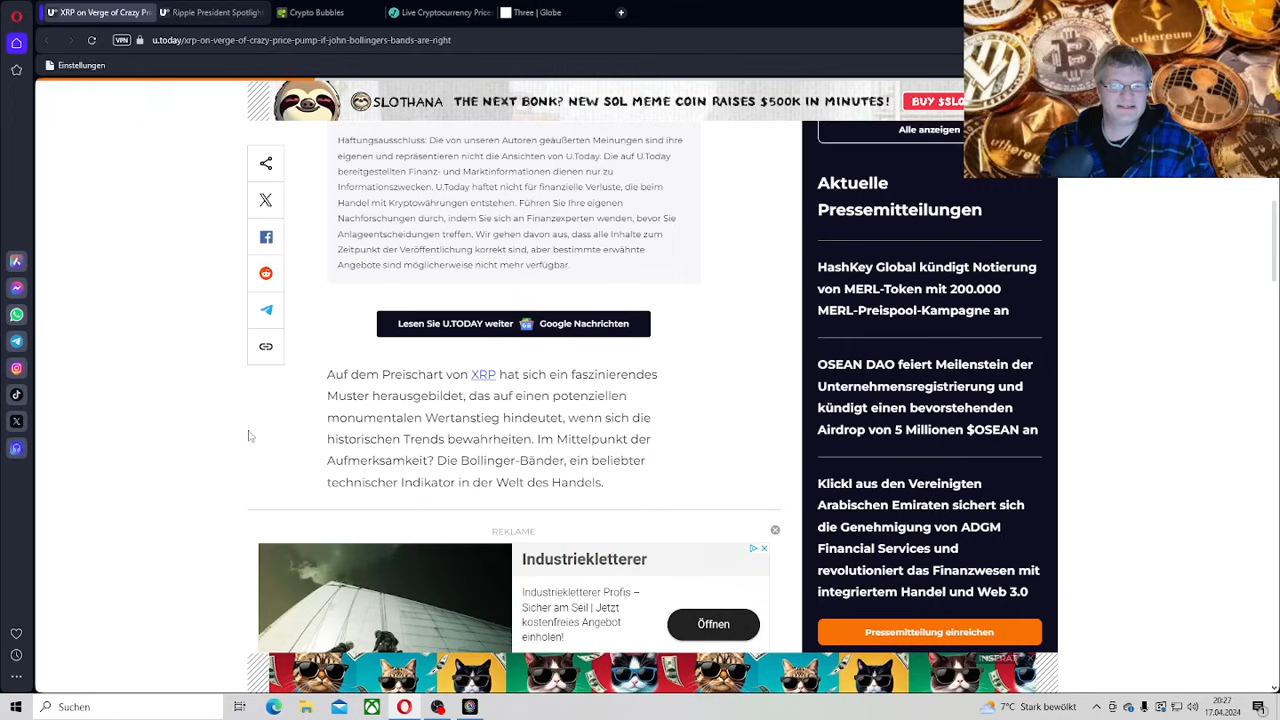 XRP on Verge of Crazy Pri
Ripple President Spotlight
Crypto Bubbles
Live Cryptocurrency Price
Three | Globe
VPN
u.today/xrp-on-verge-of-crazy-price-pump-if-john-bollingers-bands-are-right
Einstellungen
SLOTHANA THE NEXT BONK? NEW SOL MEME COIN RAISES $500K IN MINUTES! BUY $SLO
Haftungsausschluss: Die von unseren Autoren geäußerten Meinungen sind ihre
eigenen und repräsentieren nicht die Ansichten von U.Today. Die auf U.Today
bereitgestellten Finanz- und Marktinformationen dienen nur zu
Informationszwecken. U.Today haftet nicht für finanzielle Verluste, die beim
Handel mit Kryptowährungen entstehen. Führen Sie Ihre eigenen
Nachforschungen durch, indem Sie sich an Finanzexperten wenden, bevor Sie
Anlageentscheidungen treffen. Wir gehen davon aus, dass alle Inhalte zum
Zeitpunkt der Veröffentlichung korrekt sind, aber bestimmte erwähnte
Angebote sind möglicherweise nicht mehr verfügbar.
Lesen Sie U.TODAY weiter Google Nachrichten
Auf dem Preischart von XRP hat sich ein faszinierendes
Muster herausgebildet, das auf einen potenziellen
monumentalen Wertanstieg hindeutet, wenn sich die
historischen Trends bewahrheiten. Im Mittelpunkt der
Aufmerksamkeit? Die Bollinger-Bänder, ein beliebter
technischer Indikator in der Welt des Handels.
REKLAME
Industriekletterer
Industriekletterer Profis –
Sicher am Seil | Jetzt
kostenfreies Angebot
einholen!
Öffnen
Alle anzeigen
Aktuelle
Pressemitteilungen
HashKey Global kündigt Notierung
von MERL-Token mit 200.000
MERL-Preispool-Kampagne an
OSEAN DAO feiert Meilenstein der
Unternehmensregistrierung und
kündigt einen bevorstehenden
Airdrop von 5 Millionen $OSEAN an
Klickl aus den Vereinigten
Arabischen Emiraten sichert sich
die Genehmigung von ADGM
Financial Services und
revolutioniert das Finanzwesen mit
integriertem Handel und Web 3.0
Pressemitteilung einreichen
INSERAT
ethereum
Suchen
7°C Stark bewölkt
20:27
17.04.2024